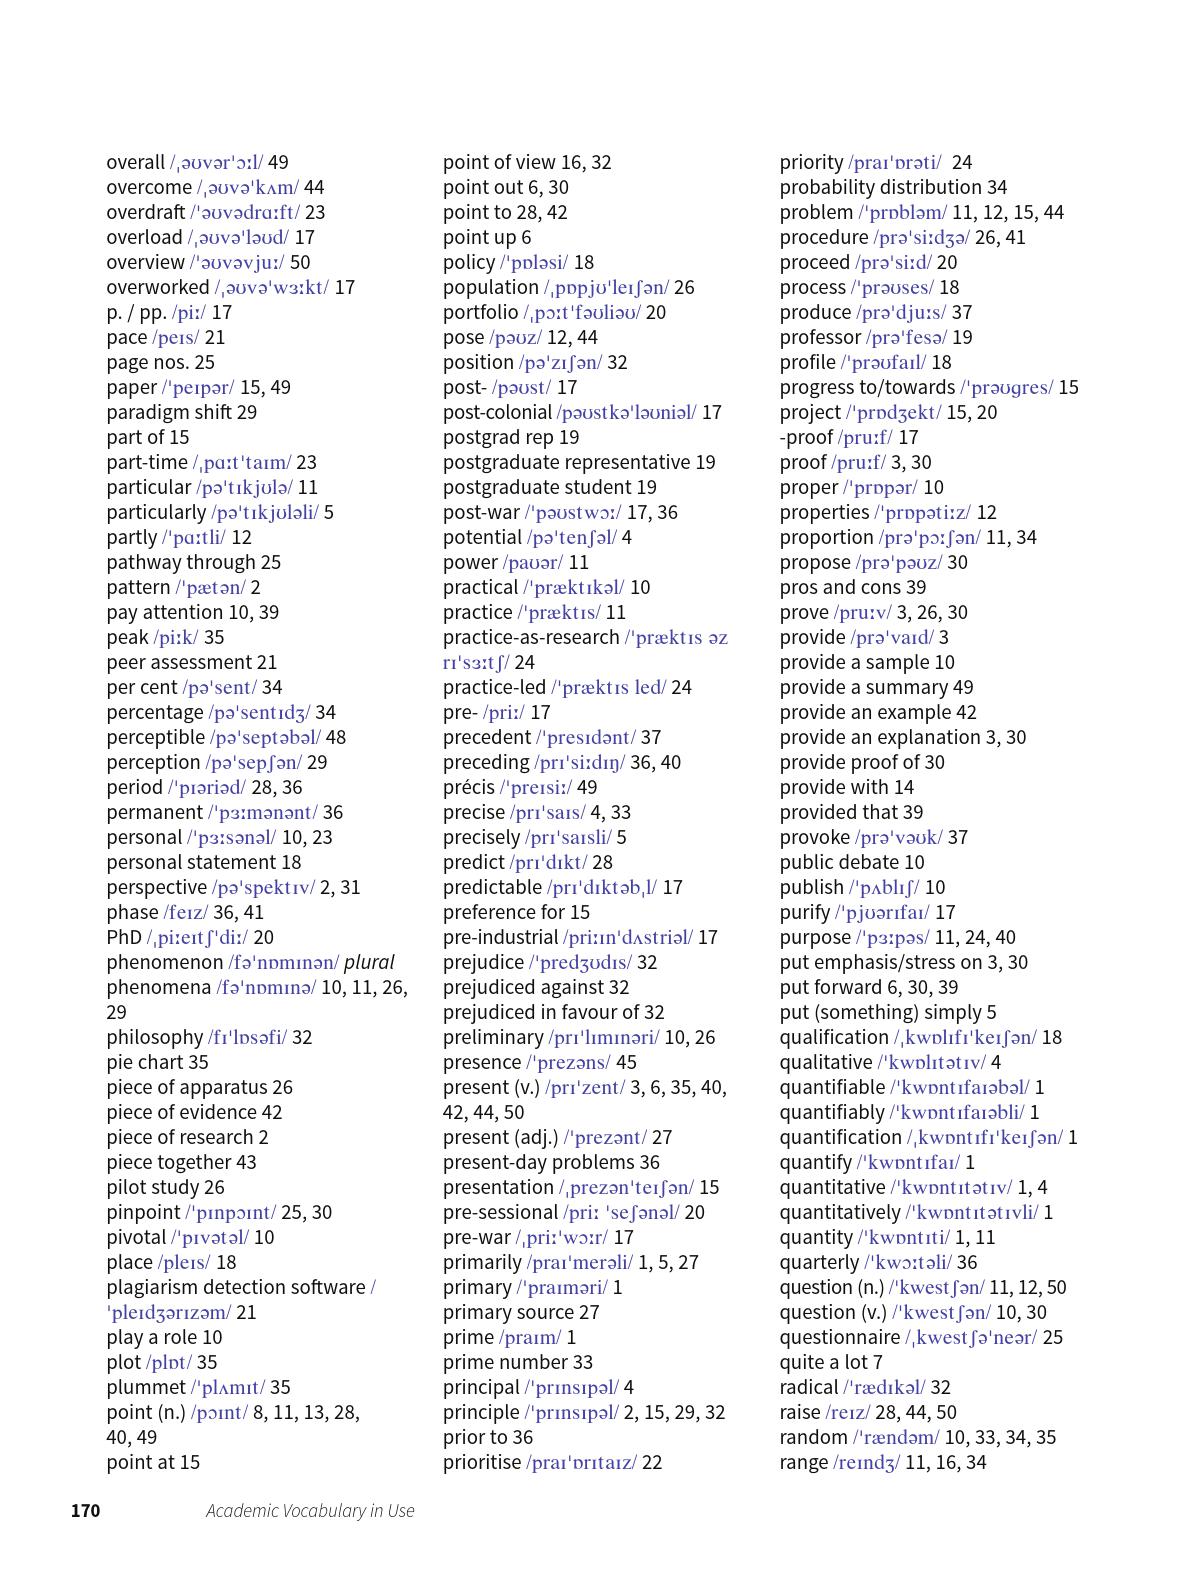 overall /ˌəʊvərˈɔːl/ 49
overcome /ˌəʊvəˈkʌm/ 44
overdraft /ˈəʊvədrɑːft/ 23
overload /ˌəʊvəˈləʊd/ 17
overview /ˈəʊvəvjuː/ 50
overworked /ˌəʊvəˈwɜːkt/ 17
p. / pp. /piː/ 17
pace /peɪs/ 21
page nos. 25
paper /ˈpeɪpər/ 15, 49
paradigm shift 29
part of 15
part-time /ˌpɑːtˈtaɪm/ 23
particular /pəˈtɪkjʊlə/ 11
particularly /pəˈtɪkjʊləli/ 5
partly /ˈpɑːtli/ 12
pathway through 25
pattern /ˈpætən/ 2
pay attention 10, 39
peak /piːk/ 35
peer assessment 21
per cent /pəˈsent/ 34
percentage /pəˈsentɪdʒ/ 34
perceptible /pəˈseptəbəl/ 48
perception /pəˈsepʃən/ 29
period /ˈpɪəriəd/ 28, 36
permanent /ˈpɜːmənənt/ 36
personal /ˈpɜːsənəl/ 10, 23
personal statement 18
perspective /pəˈspektɪv/ 2, 31
phase /feɪz/ 36, 41
PhD /ˌpiːeɪtʃˈdiː/ 20
phenomenon /fəˈnɒmɪnən/ plural
phenomena /fəˈnɒmɪnə/ 10, 11, 26,
29
philosophy /fɪˈlɒsəfi/ 32
pie chart 35
piece of apparatus 26
piece of evidence 42
piece of research 2
piece together 43
pilot study 26
pinpoint /ˈpɪnpɔɪnt/ 25, 30
pivotal /ˈpɪvətəl/ 10
place /pleɪs/ 18
plagiarism detection software /
ˈpleɪdʒərɪzəm/ 21
play a role 10
plot /plɒt/ 35
plummet /ˈplʌmɪt/ 35
point (n.) /pɔɪnt/ 8, 11, 13, 28,
40, 49
point at 15
point of view 16, 32
point out 6, 30
point to 28, 42
point up 6
policy /ˈpɒləsi/ 18
population /ˌpɒpjʊˈleɪʃən/ 26
portfolio /ˌpɔːtˈfəʊliəʊ/ 20
pose /pəʊz/ 12, 44
position /pəˈzɪʃən/ 32
post- /pəʊst/ 17
post-colonial /pəʊstkəˈləʊniəl/ 17
postgrad rep 19
postgraduate representative 19
postgraduate student 19
post-war /ˈpəʊstwɔː/ 17, 36
potential /pəˈtenʃəl/ 4
power /paʊər/ 11
practical /ˈpræktɪkəl/ 10
practice /ˈpræktɪs/ 11
practice-as-research /ˈpræktɪs əz
rɪˈsɜːtʃ/ 24
practice-led /ˈpræktɪs led/ 24
pre- /priː/ 17
precedent /ˈpresɪdənt/ 37
preceding /prɪˈsiːdɪŋ/ 36, 40
précis /ˈpreɪsiː/ 49
precise /prɪˈsaɪs/ 4, 33
precisely /prɪˈsaɪsli/ 5
predict /prɪˈdɪkt/ 28
predictable /prɪˈdɪktəbˌl/ 17
preference for 15
pre-industrial /priːɪnˈdʌstriəl/ 17
prejudice /ˈpredʒʊdɪs/ 32
prejudiced against 32
prejudiced in favour of 32
preliminary /prɪˈlɪmɪnəri/ 10, 26
presence /ˈprezəns/ 45
present (v.) /prɪˈzent/ 3, 6, 35, 40,
42, 44, 50
present (adj.) /ˈprezənt/ 27
present-day problems 36
presentation /ˌprezənˈteɪʃən/ 15
pre-sessional /priː ˈseʃənəl/ 20
pre-war /ˌpriːˈwɔːr/ 17
primarily /praɪˈmerəli/ 1, 5, 27
primary /ˈpraɪməri/ 1
primary source 27
prime /praɪm/ 1
prime number 33
principal /ˈprɪnsɪpəl/ 4
principle /ˈprɪnsɪpəl/ 2, 15, 29, 32
prior to 36
prioritise /praɪˈɒrɪtaɪz/ 22
priority /praɪˈɒrəti/ 24
probability distribution 34
problem /ˈprɒbləm/ 11, 12, 15, 44
procedure /prəˈsiːdʒə/ 26, 41
proceed /prəˈsiːd/ 20
process /ˈprəʊses/ 18
produce /prəˈdjuːs/ 37
professor /prəˈfesə/ 19
profile /ˈprəʊfaɪl/ 18
progress to/towards /ˈprəʊgres/ 15
project /ˈprɒdʒekt/ 15, 20
-proof /pruːf/ 17
proof /pruːf/ 3, 30
proper /ˈprɒpər/ 10
properties /ˈprɒpətiːz/ 12
proportion /prəˈpɔːʃən/ 11, 34
propose /prəˈpəʊz/ 30
pros and cons 39
prove /pruːv/ 3, 26, 30
provide /prəˈvaɪd/ 3
provide a sample 10
provide a summary 49
provide an example 42
provide an explanation 3, 30
provide proof of 30
provide with 14
provided that 39
provoke /prəˈvəʊk/ 37
public debate 10
publish /ˈpʌblɪʃ/ 10
purify /ˈpjʊərɪfaɪ/ 17
purpose /ˈpɜːpəs/ 11, 24, 40
put emphasis/stress on 3, 30
put forward 6, 30, 39
put (something) simply 5
qualification /ˌkwɒlɪfɪˈkeɪʃən/ 18
qualitative /ˈkwɒlɪtətɪv/ 4
quantifiable /ˈkwɒntɪfaɪəbəl/ 1
quantifiably /ˈkwɒntɪfaɪəbli/ 1
quantification /ˌkwɒntɪfɪˈkeɪʃən/ 1
quantify /ˈkwɒntɪfaɪ/ 1
quantitative /ˈkwɒntɪtətɪv/ 1, 4
quantitatively /ˈkwɒntɪtətɪvli/ 1
quantity /ˈkwɒntɪti/ 1, 11
quarterly /ˈkwɔːtəli/ 36
question (n.) /ˈkwestʃən/ 11, 12, 50
question (v.) /ˈkwestʃən/ 10, 30
questionnaire /ˌkwestʃəˈneər/ 25
quite a lot 7
radical /ˈrædɪkəl/ 32
raise /reɪz/ 28, 44, 50
random /ˈrændəm/ 10, 33, 34, 35
range /reɪndʒ/ 11, 16, 34
170 Academic Vocabulary in Use